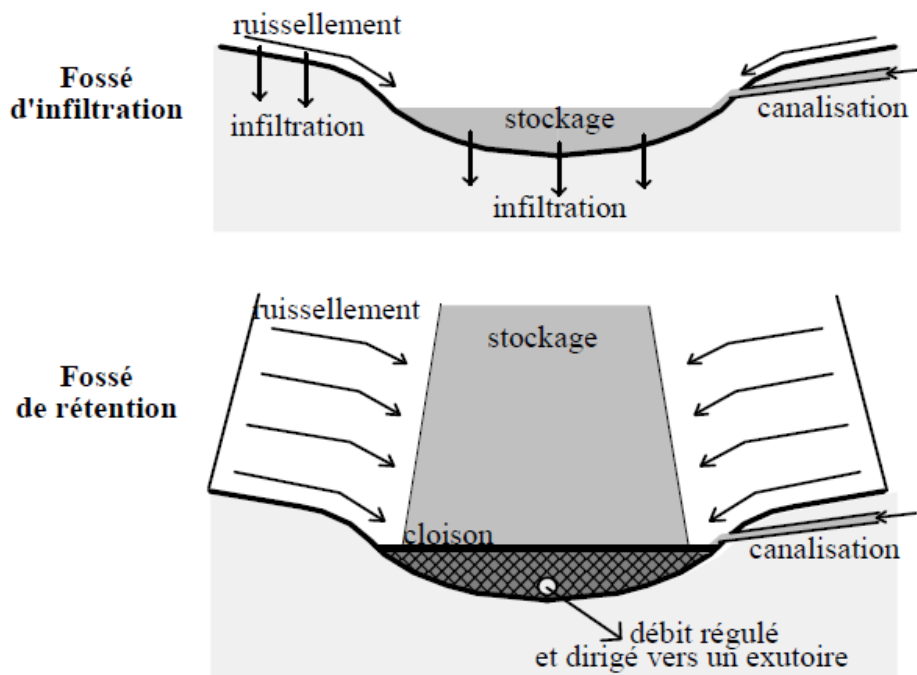 ruissellement
Fossé
d'infiltration
infiltration
stockage
canalisation
infiltration
ruissellement
stockage
Fossé
de rétention
cloison
canalisation
débit régulé
et dirigé vers un exutoire